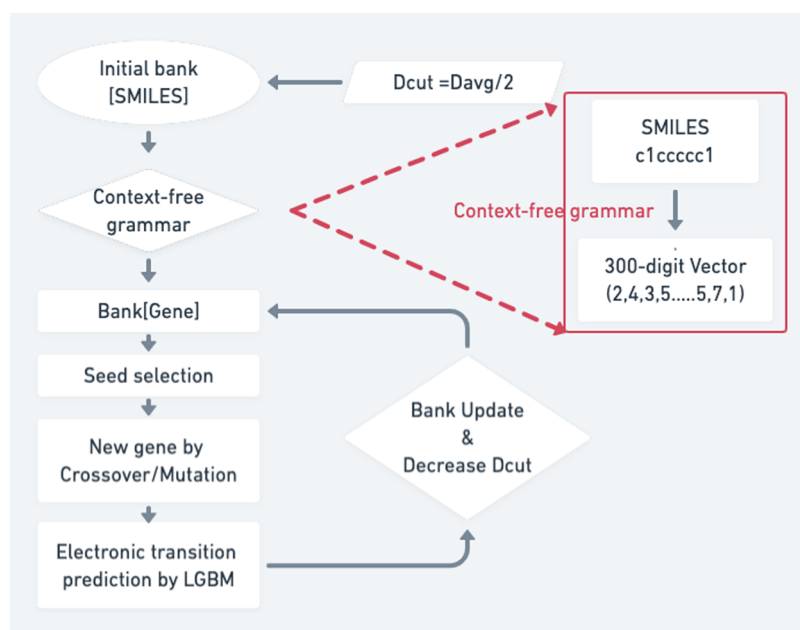 Initial bank
[SMILES]
Dcut =Davg/2
Context-free
grammar
SMILES
c1ccccc1
Context-free grammar
300-digit Vector
(2,4,3,5.....5,7,1)
Bank[Gene]
Seed selection
New gene by
Crossover/Mutation
Electronic transition
prediction by LGBM
Bank Update
&
Decrease Dcut